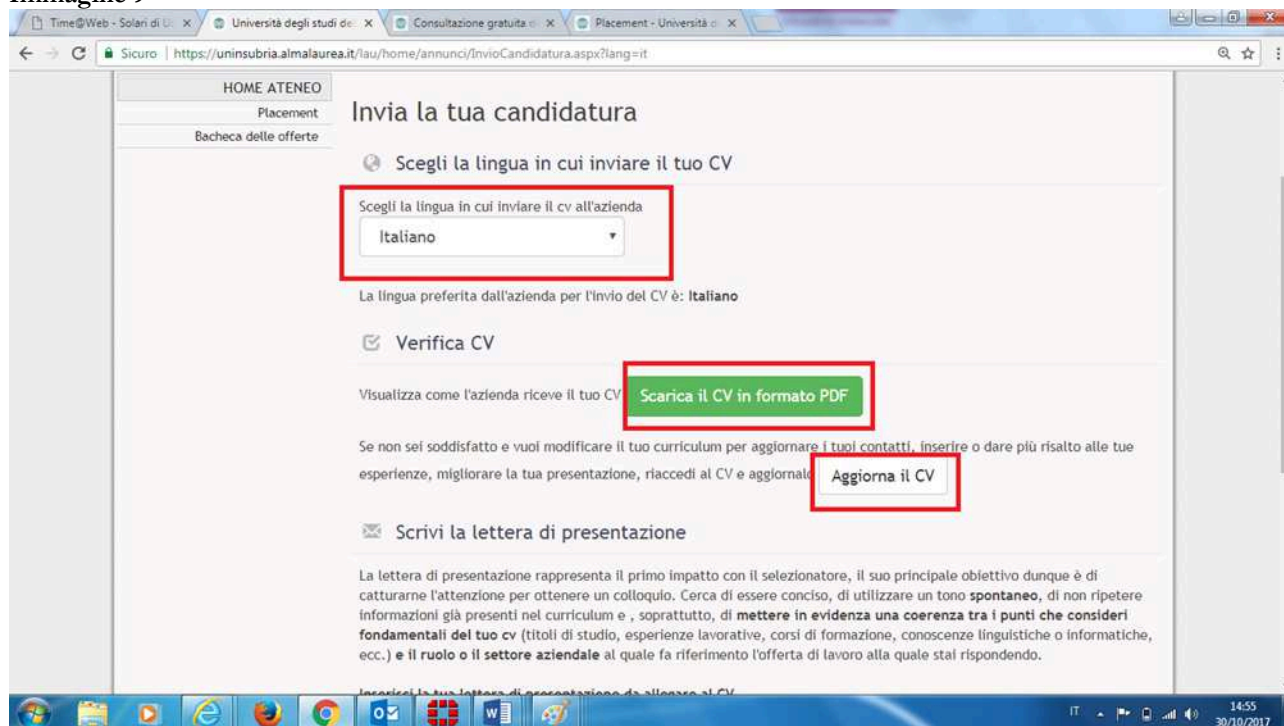 Immagine 9
Time@Web - Solari di U
Università degli studi de
Consultazione gratuita
Placement - Università
Sicuro | https://uninsubria.almalaurea.it/lau/home/annunci/InvioCandidatura.aspx?lang=it
HOME ATENEO
Placement
Bacheca delle offerte
Invia la tua candidatura
Scegli la lingua in cui inviare il tuo CV
Scegli la lingua in cui inviare il cv all'azienda
Italiano
La lingua preferita dall'azienda per l'invio del CV è: Italiano
Verifica CV
Visualizza come l'azienda riceve il tuo CV Scarica il CV in formato PDF
Se non sei soddisfatto e vuoi modificare il tuo curriculum per aggiornare i tuoi contatti, inserire o dare più risalto alle tue
esperienze, migliorare la tua presentazione, riaccedi al CV e aggiornalo Aggiorna il CV
Scrivi la lettera di presentazione
La lettera di presentazione rappresenta il primo impatto con il selezionatore, il suo principale obiettivo dunque è di
catturarne l'attenzione per ottenere un colloquio. Cerca di essere conciso, di utilizzare un tono spontaneo, di non ripetere
informazioni già presenti nel curriculum e , soprattutto, di mettere in evidenza una coerenza tra i punti che consideri
fondamentali del tuo cv (titoli di studio, esperienze lavorative, corsi di formazione, conoscenze linguistiche o informatiche,
ecc.) e il ruolo o il settore aziendale al quale fa riferimento l'offerta di lavoro alla quale stai rispondendo.
Inserisci la tua lettera di presentazione da allegare al CV
IT
14:55
30/10/2017